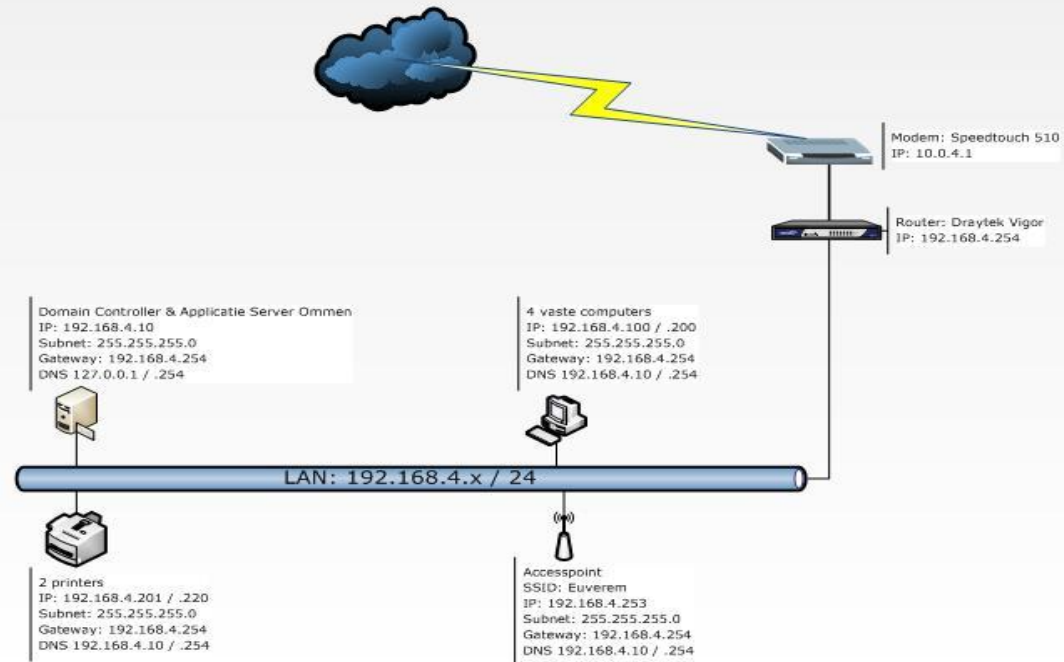 Modem: Speedtouch 510
IP: 10.0.4.1
Router: Draytek Vigor
IP: 192.168.4.254
Domain Controller & Applicatie Server Ommen
IP: 192.168.4.10
Subnet: 255.255.255.0
Gateway: 192.168.4.254
DNS 127.0.0.1 / .254
4 vaste computers
IP: 192.168.4.100 / .200
Subnet: 255.255.255.0
Gateway: 192.168.4.254
DNS 192.168.4.10 / .254
LAN: 192.168.4.x / 24
2 printers
IP: 192.168.4.201 / .220
Subnet: 255.255.255.0
Gateway: 192.168.4.254
DNS 192.168.4.10 / .254
Accesspoint
SSID: Euverem
IP: 192.168.4.253
Subnet: 255.255.255.0
Gateway: 192.168.4.254
DNS 192.168.4.10 / .254